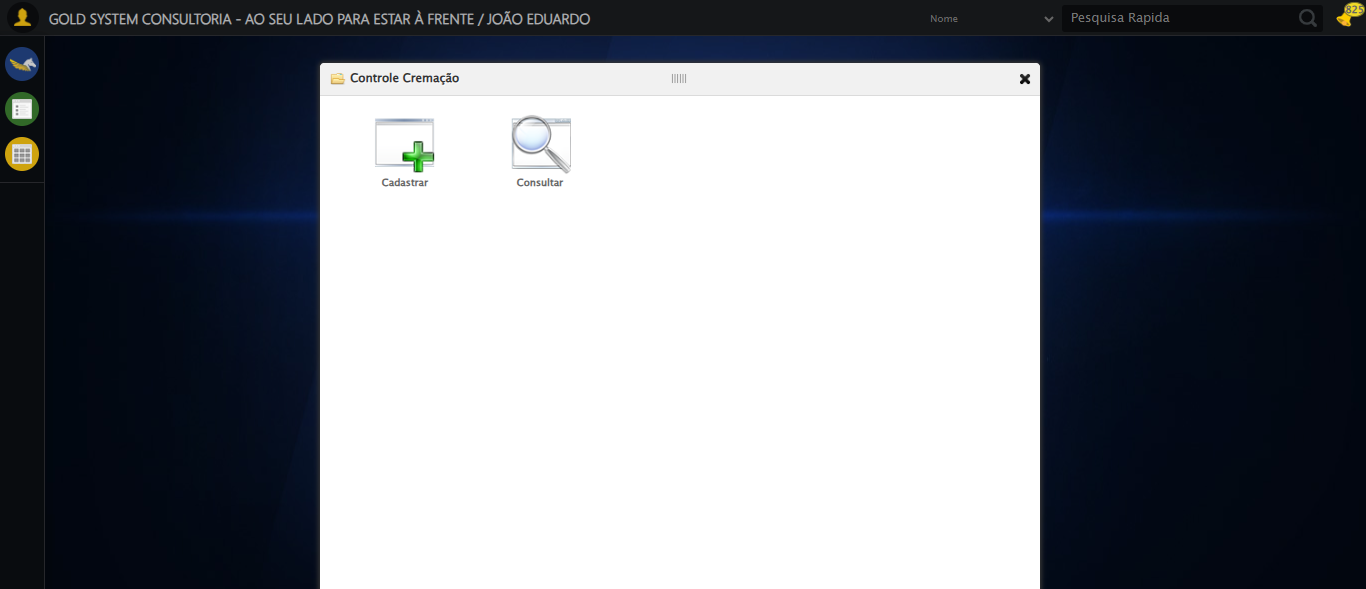 GOLD SYSTEM CONSULTORIA - AO SEU LADO PARA ESTAR À FRENTE / JOÃO EDUARDO
Nome
Pesquisa Rapida
825
Controle Cremação
Cadastrar
Consultar